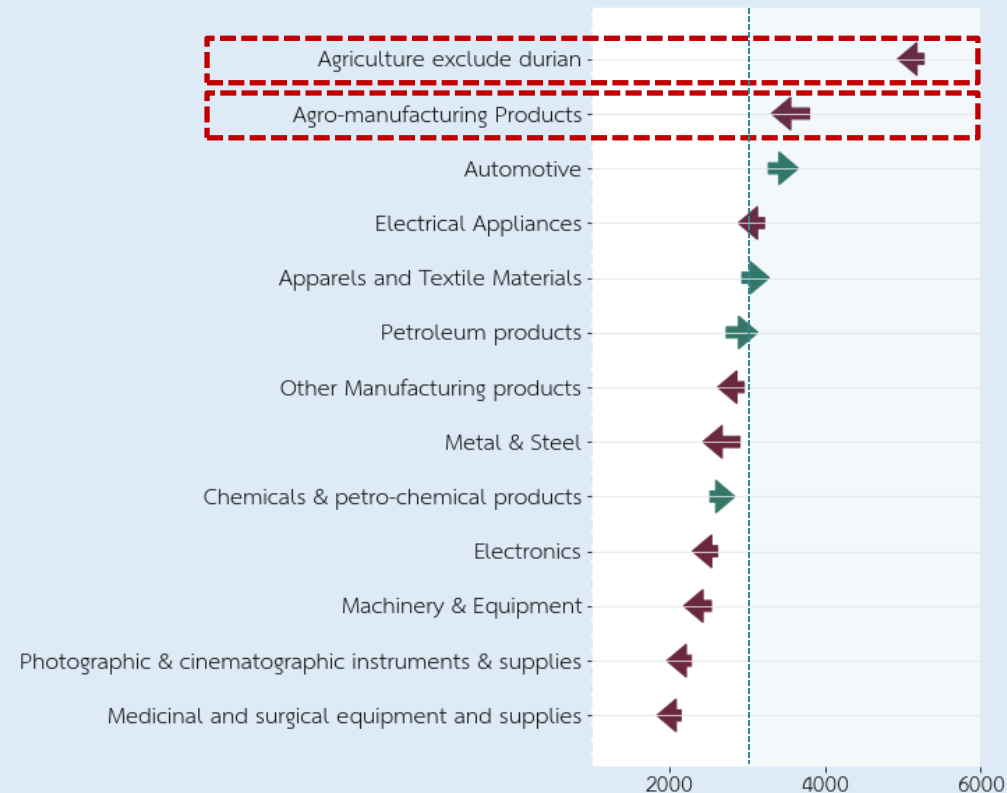 Agriculture exclude durian
Agro-manufacturing Products
Automotive
Electrical Appliances
Apparels and Textile Materials
Petroleum products
Other Manufacturing products
Metal & Steel
Chemicals & petro-chemical products
Electronics
Machinery & Equipment
Photographic & cinematographic instruments & supplies
Medicinal and surgical equipment and supplies
2000 4000 6000